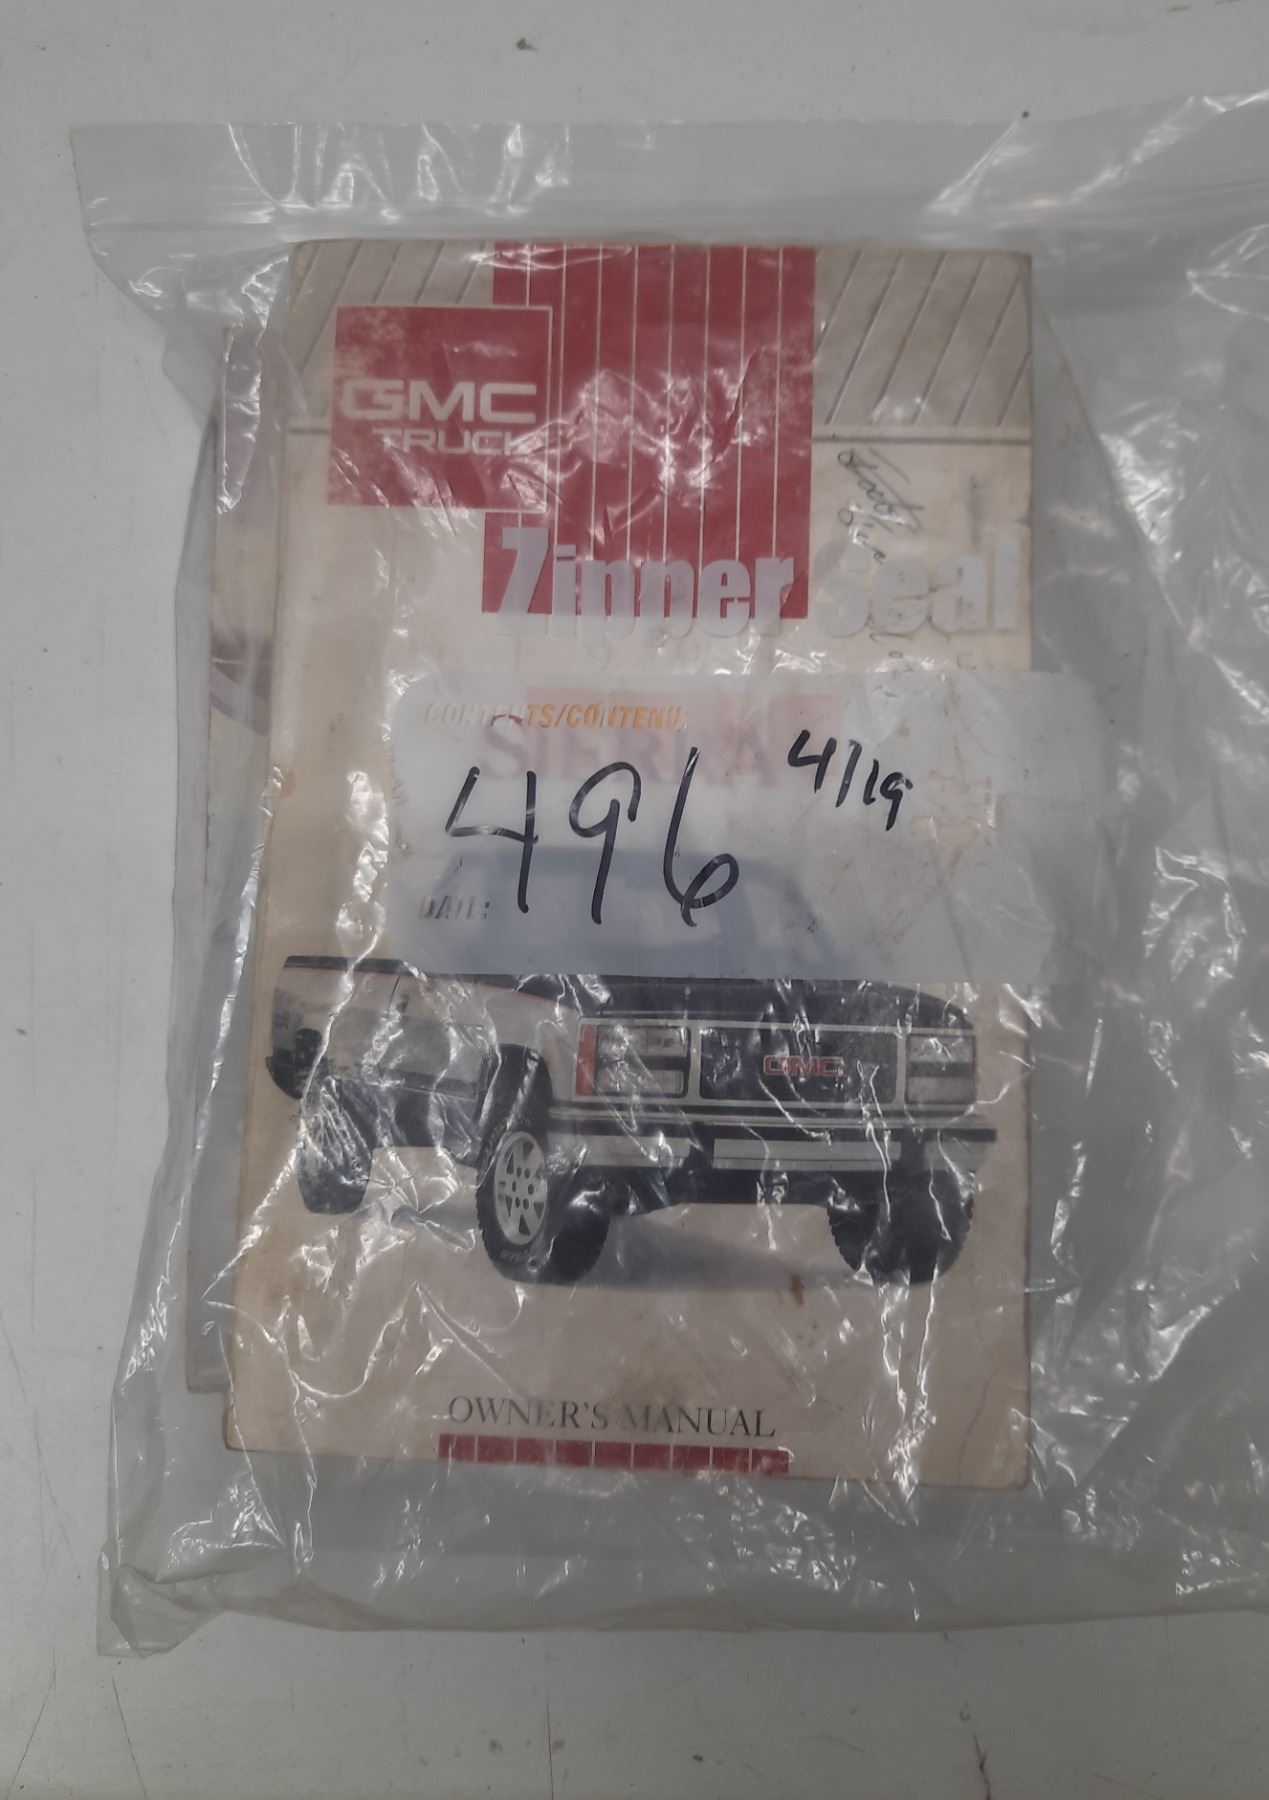 GMC
TRUCK
Zipper Seal
CONTENTS/CONTENU:
SIERRA
496 4/19
DATE:
GMC
OWNER'S MANUAL